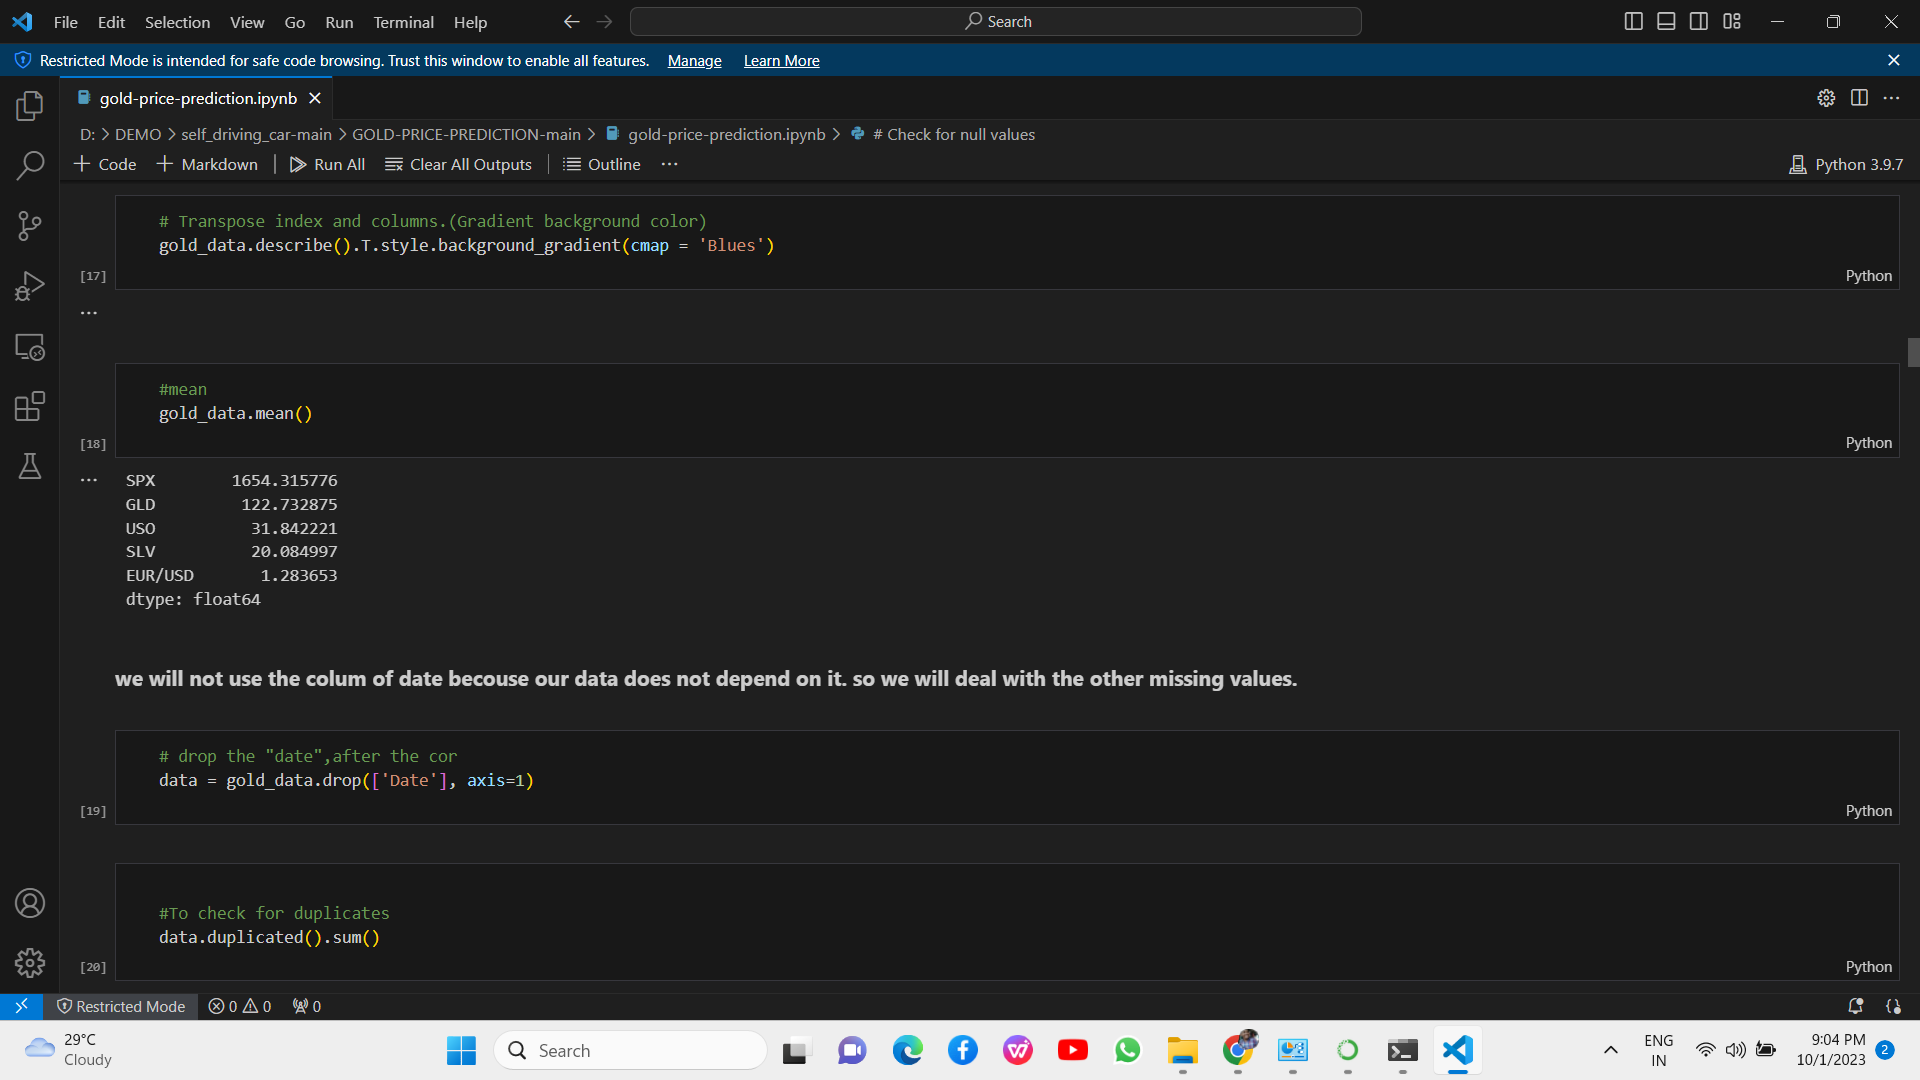 File Edit Selection View Go Run Terminal Help Search
Restricted Mode is intended for safe code browsing. Trust this window to enable all features. Manage Learn More
gold-price-prediction.ipynb
D: > DEMO > self_driving_car-main > GOLD-PRICE-PREDICTION-main > gold-price-prediction.ipynb > # Check for null values
+ Code + Markdown | Run All Clear All Outputs | Outline ... Python 3.9.7
# Transpose index and columns.(Gradient background color)
gold_data.describe().T.style.background_gradient(cmap = 'Blues')
[17] Python
...
#mean
gold_data.mean()
[18] Python
... SPX 1654.315776
GLD 122.732875
USO 31.842221
SLV 20.084997
EUR/USD 1.283653
dtype: float64
we will not use the colum of date becouse our data does not depend on it. so we will deal with the other missing values.
# drop the "date",after the cor
data = gold_data.drop(['Date'], axis=1)
[19] Python
#To check for duplicates
data.duplicated().sum()
[20] Python
Restricted Mode 0 0 0
29°C
Cloudy
Search
ENG
IN
9:04 PM
10/1/2023
2